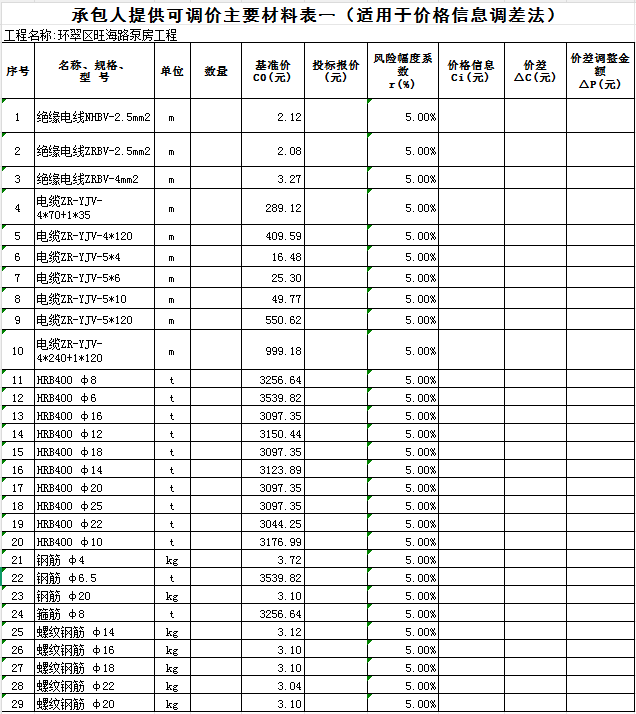 承包人提供可调价主要材料表一（适用于价格信息调差法）
工程名称:环翠区旺海路泵房工程
序号 名称、规格、型 号 单位 数量 基准价C0(元) 投标报价(元) 风险幅度系数r(%) 价格信息Ci(元) 价差△C(元) 价差调整金额△P(元)
1 绝缘电线NHBV-2.5mm2 m 2.12 5.00%
2 绝缘电线ZRBV-2.5mm2 m 2.08 5.00%
3 绝缘电线ZRBV-4mm2 m 3.27 5.00%
4 电缆ZR-YJV-4*70+1*35 m 289.12 5.00%
5 电缆ZR-YJV-4*120 m 409.59 5.00%
6 电缆ZR-YJV-5*4 m 16.48 5.00%
7 电缆ZR-YJV-5*6 m 25.30 5.00%
8 电缆ZR-YJV-5*10 m 49.77 5.00%
9 电缆ZR-YJV-5*120 m 550.62 5.00%
10 电缆ZR-YJV-4*240+1*120 m 999.18 5.00%
11 HRB400 φ8 t 3256.64 5.00%
12 HRB400 φ6 t 3539.82 5.00%
13 HRB400 φ16 t 3097.35 5.00%
14 HRB400 φ12 t 3150.44 5.00%
15 HRB400 φ18 t 3097.35 5.00%
16 HRB400 φ14 t 3123.89 5.00%
17 HRB400 φ20 t 3097.35 5.00%
18 HRB400 φ25 t 3097.35 5.00%
19 HRB400 φ22 t 3044.25 5.00%
20 HRB400 φ10 t 3176.99 5.00%
21 钢筋 φ4 kg 3.72 5.00%
22 钢筋 φ6.5 t 3539.82 5.00%
23 钢筋 φ20 kg 3.10 5.00%
24 箍筋 φ8 t 3256.64 5.00%
25 螺纹钢筋 φ14 kg 3.12 5.00%
26 螺纹钢筋 φ16 kg 3.10 5.00%
27 螺纹钢筋 φ18 kg 3.10 5.00%
28 螺纹钢筋 φ22 kg 3.04 5.00%
29 螺纹钢筋 φ20 kg 3.10 5.00%